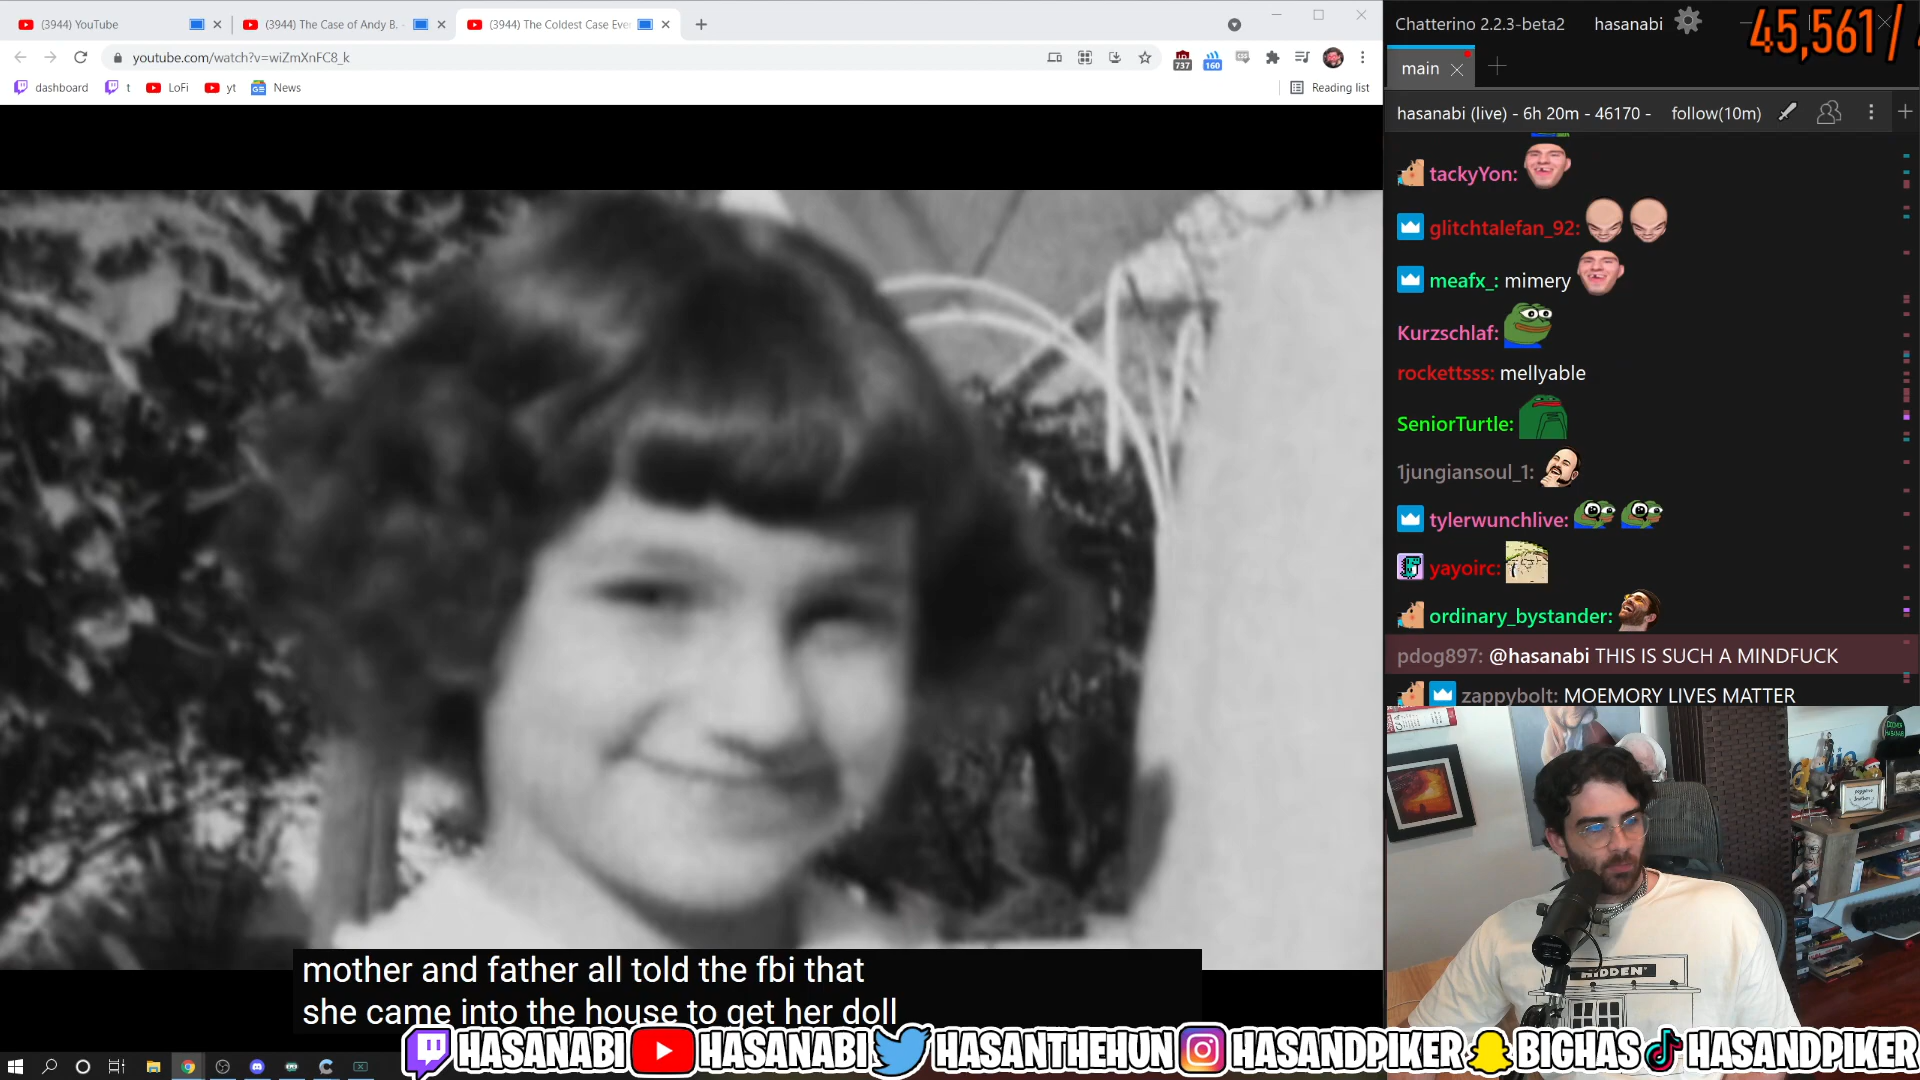 (3944) YouTube
(3944) The Case of Andy B.
(3944) The Coldest Case Eve
youtube.com/watch?v=wiZmXnFC8_k
737
160
dashboard
t
LoFi
yt
News
Reading list
Chatterino 2.2.3-beta2
hasanabi
45,561 /
main
hasanabi (live) - 6h 20m - 46170 -
follow(10m)
tackyYon:
glitchtalefan_92:
meafx_: mimery
Kurzschlaf:
rockettsss: mellyable
SeniorTurtle:
1jungiansoul_1:
tylerwunchlive:
yayoirc:
ordinary_bystander:
pdog897: @hasanabi THIS IS SUCH A MINDFUCK
zappybolt: MOEMORY LIVES MATTER
HIDDEN
mother and father all told the fbi that
she came into the house to get her doll
HASANABI
HASANABI
HASANTHEHUN
HASANDPIKER
BIGHAS
HASANDPIKER